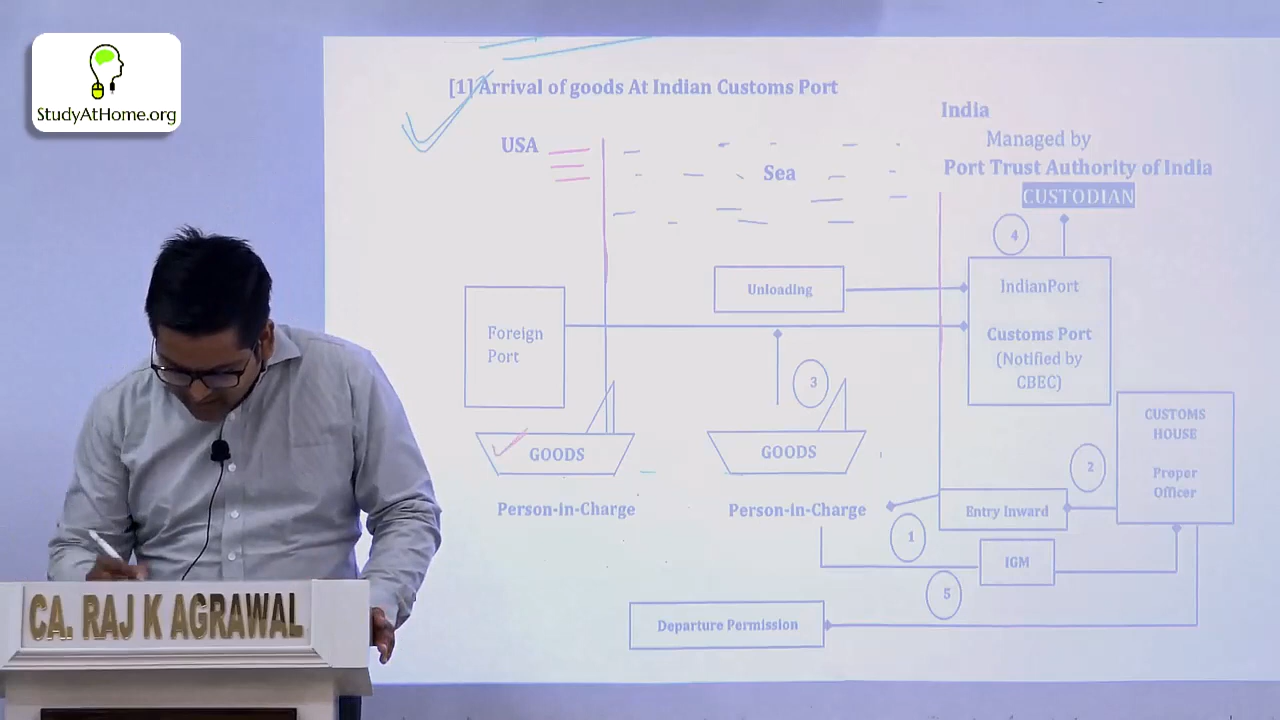 StudyAtHome.org
[1] Arrival of goods At Indian Customs Port
USA
Sea
India
Managed by
Port Trust Authority of India
CUSTODIAN
4
Unloading
IndianPort
Customs Port
(Notified by
CBEC)
Foreign
Port
3
GOODS
GOODS
CUSTOMS
HOUSE
Proper
Officer
2
Person-in-Charge
Person-in-Charge
Entry Inward
1
IGM
5
Departure Permission
CA. RAJ K AGRAWAL